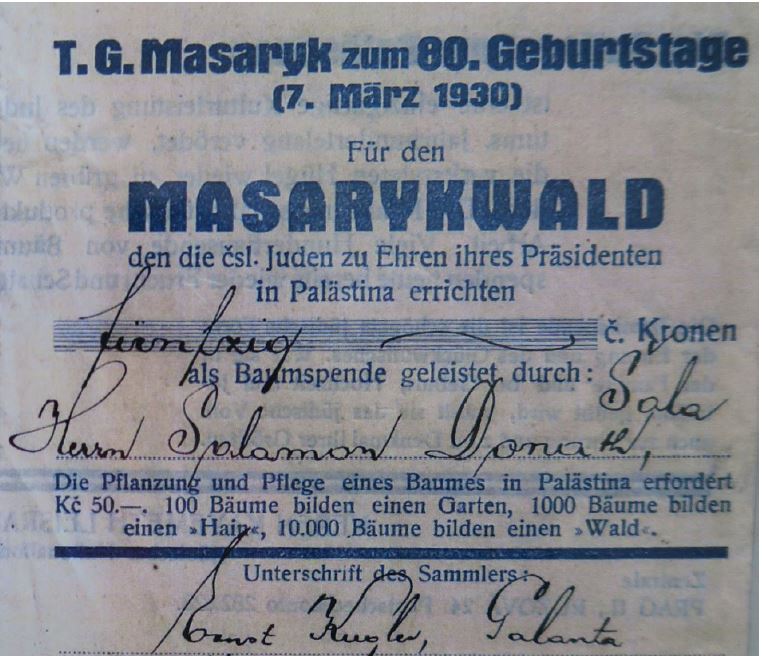 T. G. Masaryk zum 80. Geburtstage
(7. März 1930)
Für den
MASARYKWALD
den die čsl. Juden zu Ehren ihres Präsidenten
in Palästina errichten
fünfzig č. Kronen
als Baumspende geleistet durch:
Herrn Salamon Donath, Sala
Die Pflanzung und Pflege eines Baumes in Palästina erfordert
Kč 50.—. 100 Bäume bilden einen Garten, 1000 Bäume bilden
einen »Hain«, 10.000 Bäume bilden einen »Wald«.
Unterschrift des Sammlers:
Ernst Kugler, Galanta